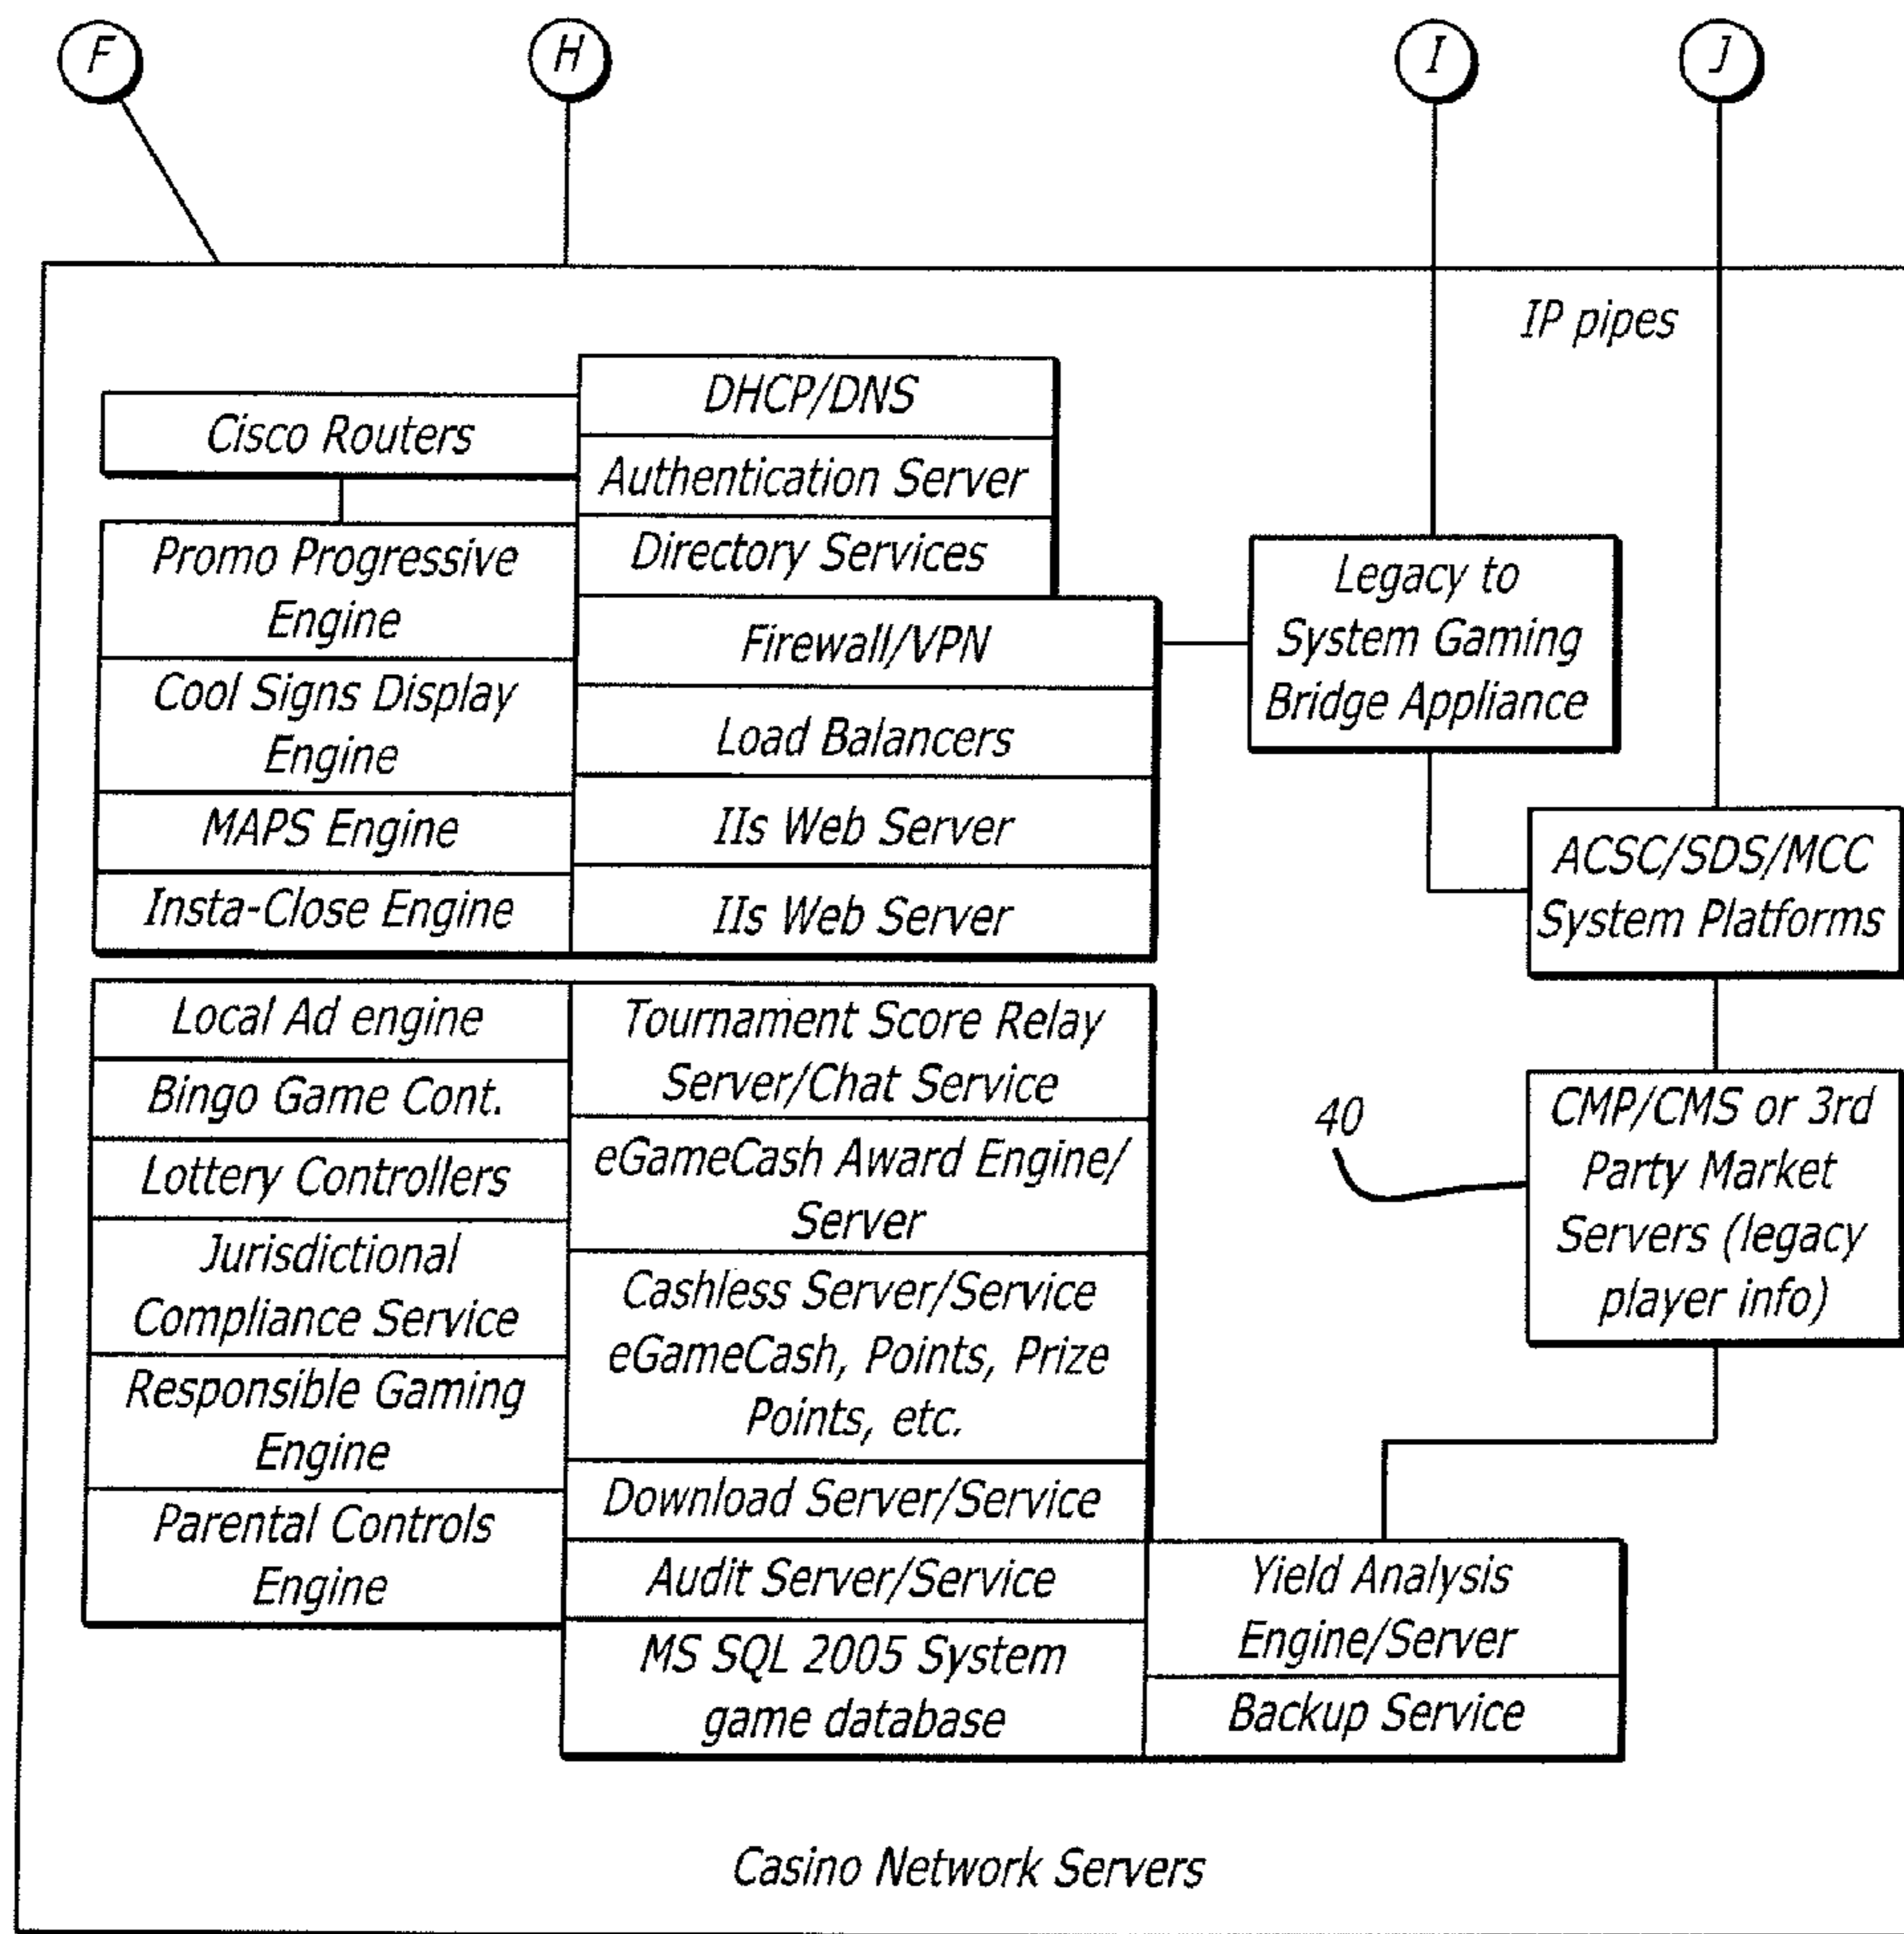 F
H
I
J
IP pipes
DHCP/DNS
Cisco Routers
Authentication Server
Directory Services
Promo Progressive
Engine
Firewall/VPN
Legacy to
System Gaming
Bridge Appliance
Cool Signs Display
Engine
Load Balancers
MAPS Engine
IIs Web Server
Insta-Close Engine
IIs Web Server
ACSC/SDS/MCC
System Platforms
Local Ad engine
Tournament Score Relay
Server/Chat Service
Bingo Game Cont.
Lottery Controllers
eGameCash Award Engine/
Server
40
CMP/CMS or 3rd
Party Market
Servers (legacy
player info)
Jurisdictional
Compliance Service
Cashless Server/Service
eGameCash, Points, Prize
Points, etc.
Responsible Gaming
Engine
Download Server/Service
Parental Controls
Engine
Audit Server/Service
Yield Analysis
Engine/Server
MS SQL 2005 System
game database
Backup Service
Casino Network Servers